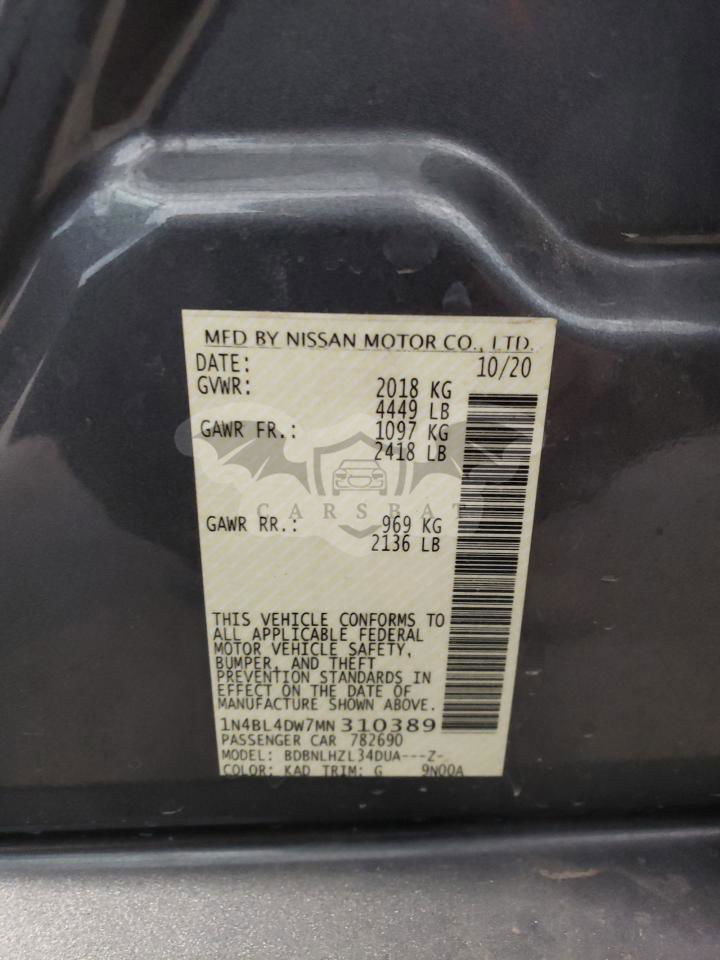 MFD BY NISSAN MOTOR CO., LTD.
DATE: 10/20
GVWR: 2018 KG
4449 LB
GAWR FR.: 1097 KG
2418 LB
CARSBAT
GAWR RR.: 969 KG
2136 LB
THIS VEHICLE CONFORMS TO
ALL APPLICABLE FEDERAL
MOTOR VEHICLE SAFETY,
BUMPER, AND THEFT
PREVENTION STANDARDS IN
EFFECT ON THE DATE OF
MANUFACTURE SHOWN ABOVE.
1N4BL4DW7MN310389
PASSENGER CAR 782690
MODEL: BDBNLHZL34DUA---Z-
COLOR: KAD TRIM: G 9N00A